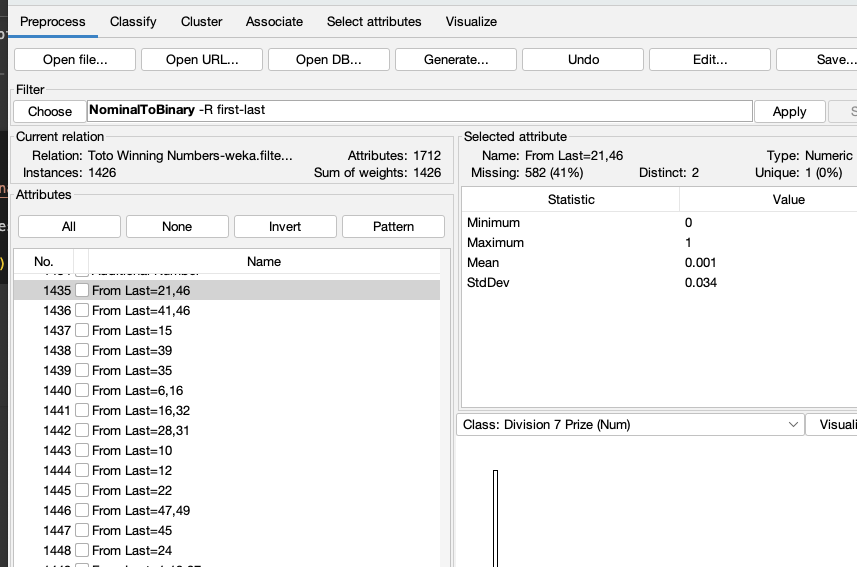 Preprocess Classify Cluster Associate Select attributes Visualize
Open file... Open URL... Open DB... Generate... Undo Edit... Save...
Filter
Choose NominalToBinary -R first-last Apply S
Current relation
Relation: Toto Winning Numbers-weka.filte... Attributes: 1712
Instances: 1426 Sum of weights: 1426
Selected attribute
Name: From Last=21,46 Type: Numeric
Missing: 582 (41%) Distinct: 2 Unique: 1 (0%)
Attributes
All None Invert Pattern
No. Name
1435 From Last=21,46
1436 From Last=41,46
1437 From Last=15
1438 From Last=39
1439 From Last=35
1440 From Last=6,16
1441 From Last=16,32
1442 From Last=28,31
1443 From Last=10
1444 From Last=12
1445 From Last=22
1446 From Last=47,49
1447 From Last=45
1448 From Last=24
Statistic Value
Minimum 0
Maximum 1
Mean 0.001
StdDev 0.034
Class: Division 7 Prize (Num) Visuali